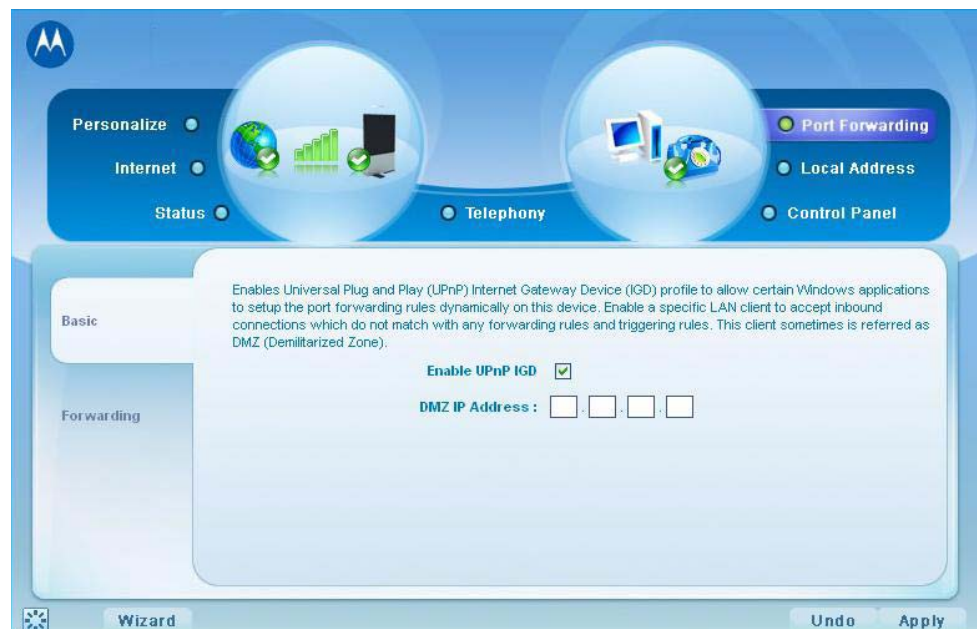 Personalize
Internet
Status
Telephony
Port Forwarding
Local Address
Control Panel
Basic
Forwarding
Enables Universal Plug and Play (UPnP) Internet Gateway Device (IGD) profile to allow certain Windows applications
to setup the port forwarding rules dynamically on this device. Enable a specific LAN client to accept inbound
connections which do not match with any forwarding rules and triggering rules. This client sometimes is referred as
DMZ (Demilitarized Zone).
Enable UPnP IGD
DMZ IP Address :
. . .
Wizard
Undo
Apply